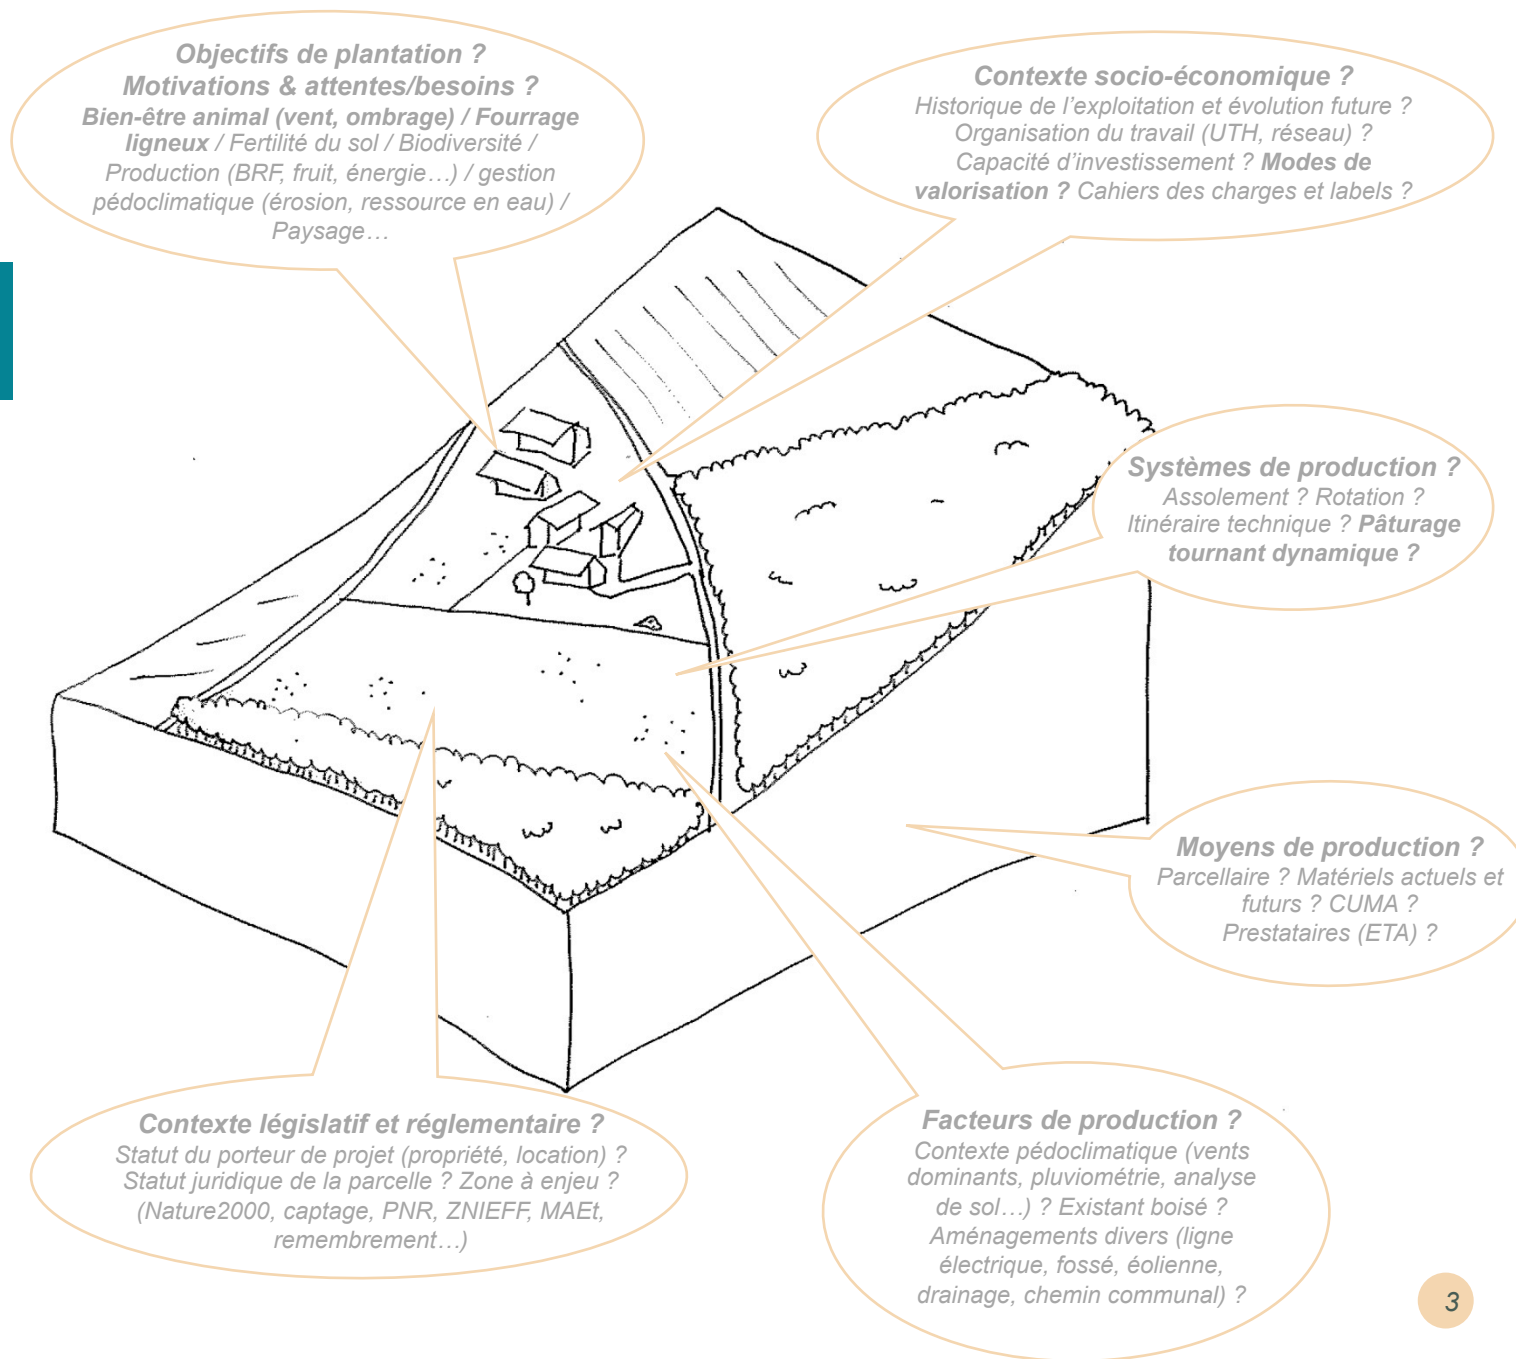 Objectifs de plantation ?
Motivations & attentes/besoins ?
Bien-être animal (vent, ombrage) / Fourrage
ligneux / Fertilité du sol / Biodiversité /
Production (BRF, fruit, énergie…) / gestion
pédoclimatique (érosion, ressource en eau) /
Paysage…
Contexte socio-économique ?
Historique de l’exploitation et évolution future ?
Organisation du travail (UTH, réseau) ?
Capacité d’investissement ? Modes de
valorisation ? Cahiers des charges et labels ?
Systèmes de production ?
Assolement ? Rotation ?
Itinéraire technique ? Pâturage
tournant dynamique ?
Moyens de production ?
Parcellaire ? Matériels actuels et
futurs ? CUMA ?
Prestataires (ETA) ?
Contexte législatif et réglementaire ?
Statut du porteur de projet (propriété, location) ?
Statut juridique de la parcelle ? Zone à enjeu ?
(Nature2000, captage, PNR, ZNIEFF, MAEt,
remembrement…)
Facteurs de production ?
Contexte pédoclimatique (vents
dominants, pluviométrie, analyse
de sol…) ? Existant boisé ?
Aménagements divers (ligne
électrique, fossé, éolienne,
drainage, chemin communal) ?
3